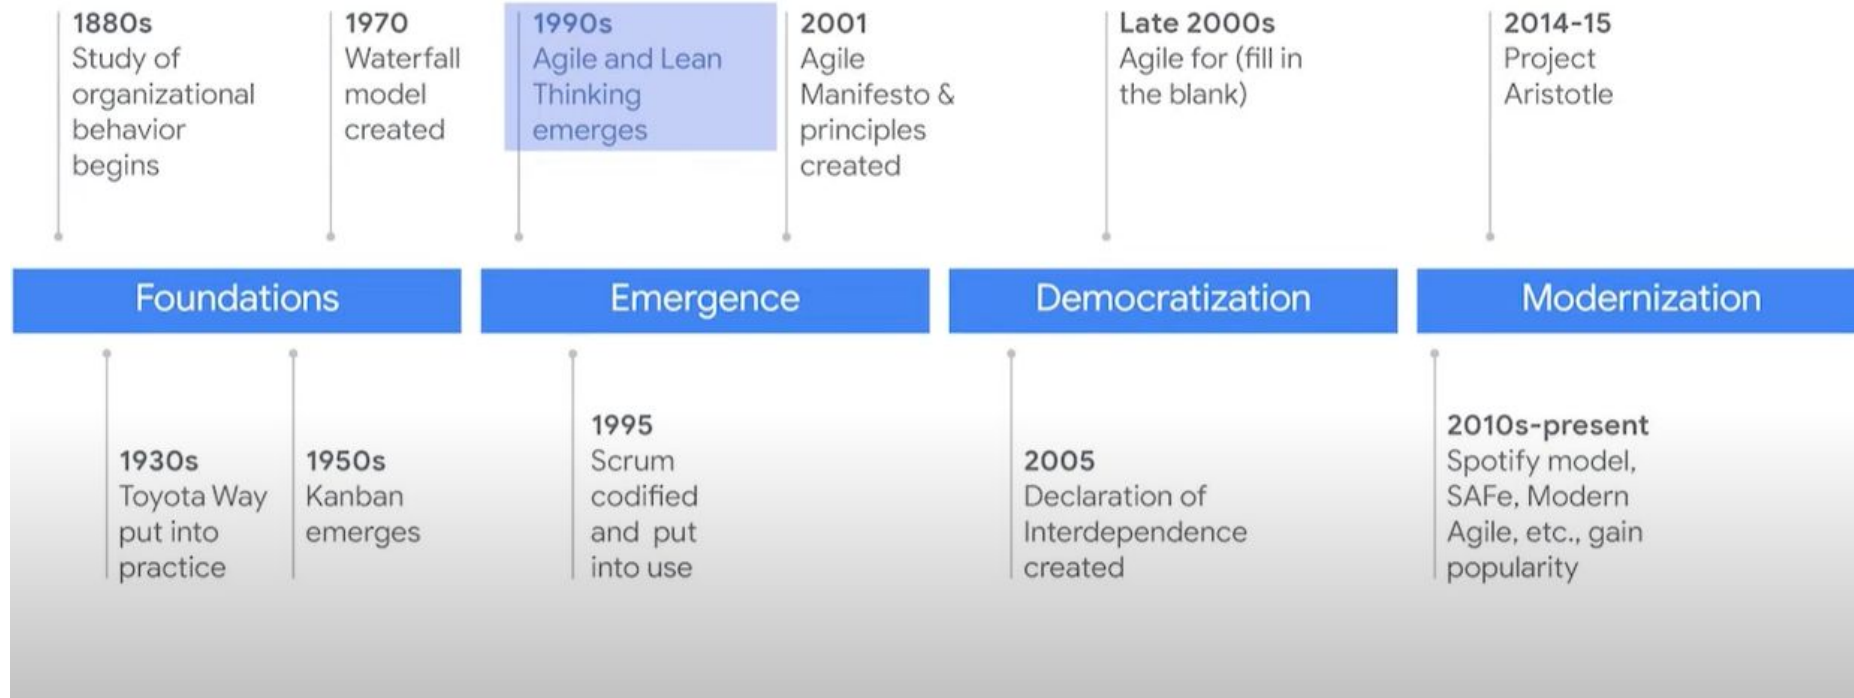 1880s
Study of
organizational
behavior
begins
1970
Waterfall
model
created
1990s
Agile and Lean
Thinking
emerges
2001
Agile
Manifesto &
principles
created
Late 2000s
Agile for (fill in
the blank)
2014-15
Project
Aristotle
Foundations
Emergence
Democratization
Modernization
1930s
Toyota Way
put into
practice
1950s
Kanban
emerges
1995
Scrum
codified
and put
into use
2005
Declaration of
Interdependence
created
2010s-present
Spotify model,
SAFe, Modern
Agile, etc., gain
popularity